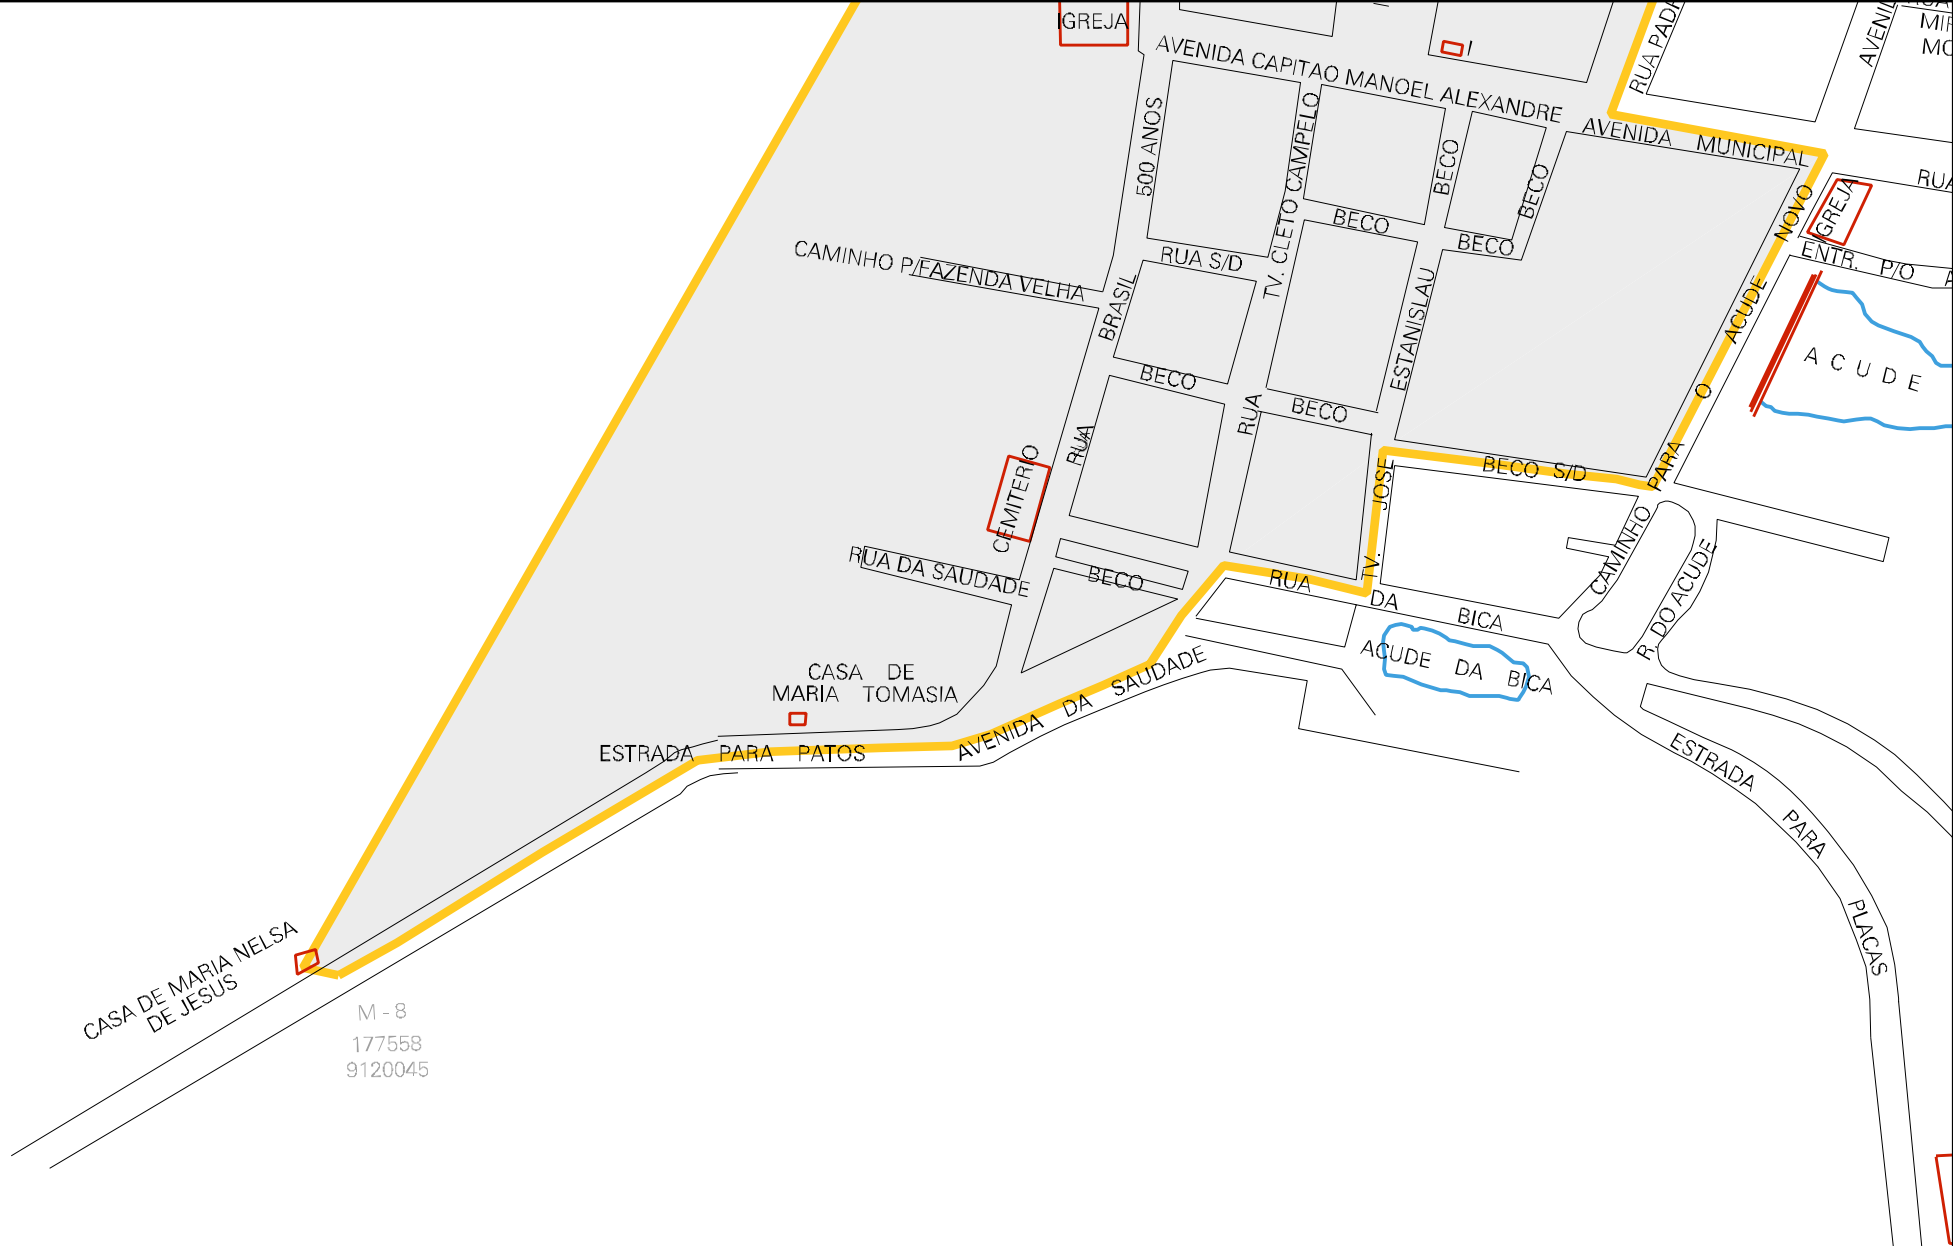 IGREJA
I
AVENIDA CAPITAO MANOEL ALEXANDRE
AVENIDA MUNICIPAL
500 ANOS
TV. CLETO CAMPELO
BECO
BECO
BECO
BECO
RUA S/D
CAMINHO P/FAZENDA VELHA
BRASIL
ESTANISLAU
IGREJA
ENTR. P/O
CAMINHO PARA O ACUDE NOVO
ACUDE
BECO
BECO
RUA
RUA
CEMITERIO
BECO S/D
TV. JOSE
RUA DA SAUDADE
BECO
RUA DA BICA
R. DO ACUDE
ACUDE DA BICA
CASA DE
MARIA TOMASIA
ESTRADA PARA PATOS
AVENIDA DA SAUDADE
ESTRADA PARA PLACAS
CASA DE MARIA NELSA
DE JESUS
M - 8
177558
9120045